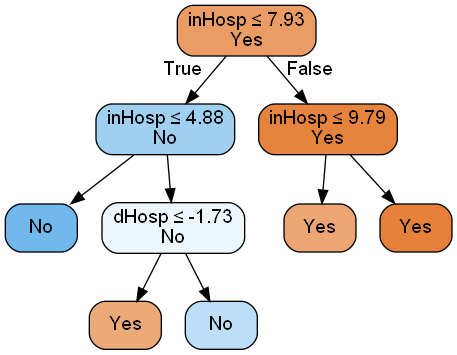 inHosp ≤ 7.93
Yes
True
False
inHosp ≤ 4.88
No
inHosp ≤ 9.79
Yes
No
dHosp ≤ -1.73
No
Yes
Yes
Yes
No